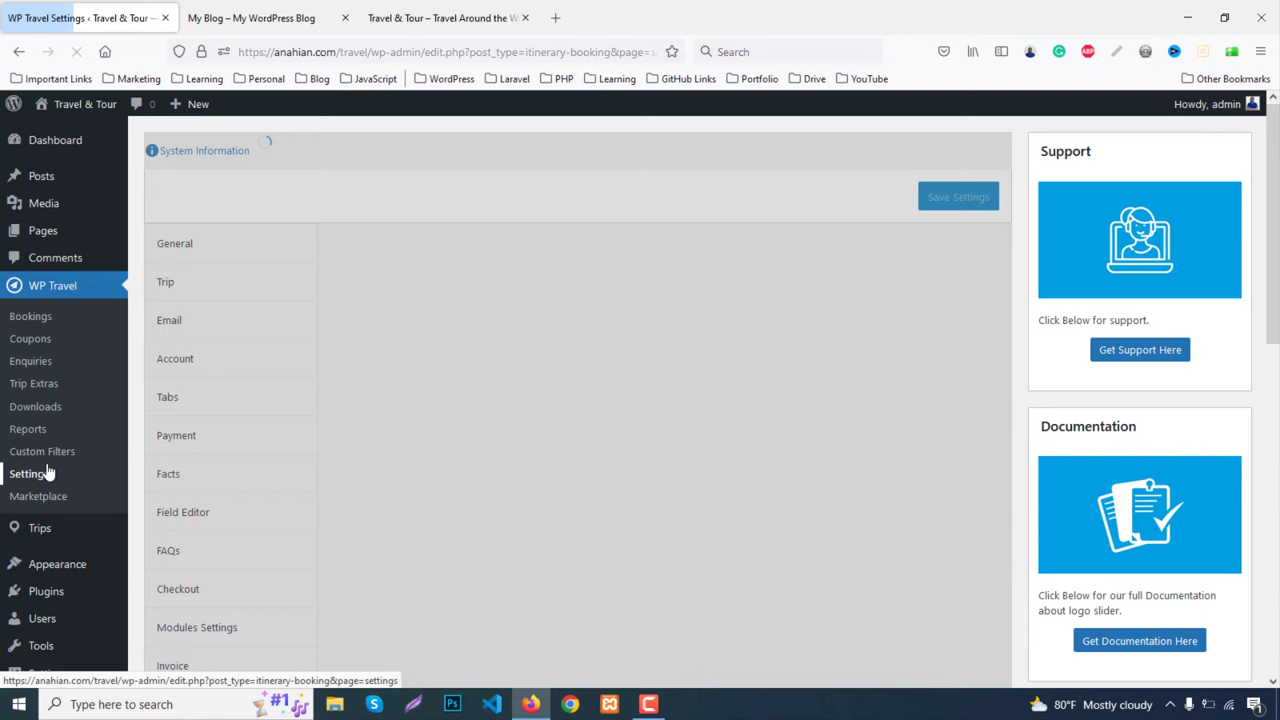 WP Travel Settings ‹ Travel & Tour —
My Blog – My WordPress Blog
Travel & Tour – Travel Around the W
https://anahian.com/travel/wp-admin/edit.php?post_type=itinerary-booking&page=s
Search
Important Links
Marketing
Learning
Personal
Blog
JavaScript
WordPress
Laravel
PHP
Learning
GitHub Links
Portfolio
Drive
YouTube
Other Bookmarks
Travel & Tour
0
New
Howdy, admin
Dashboard
Posts
Media
Pages
Comments
WP Travel
Bookings
Coupons
Enquiries
Trip Extras
Downloads
Reports
Custom Filters
Settings
Marketplace
Trips
Appearance
Plugins
Users
Tools
System Information
Save Settings
General
Trip
Email
Account
Tabs
Payment
Facts
Field Editor
FAQs
Checkout
Modules Settings
Invoice
Support
Click Below for support.
Get Support Here
Documentation
Click Below for our full Documentation
about logo slider.
Get Documentation Here
https://anahian.com/travel/wp-admin/edit.php?post_type=itinerary-booking&page=settings
Type here to search
#1
80°F Mostly cloudy